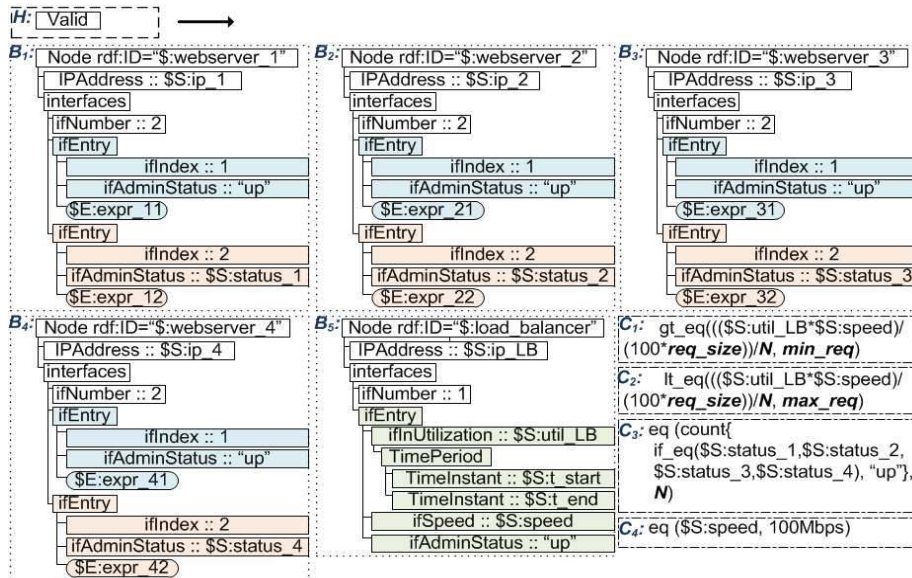 H: Valid
B1: Node rdf:ID="$:webserver_1"
IPAddress :: $S:ip_1
interfaces
ifNumber :: 2
ifEntry
ifIndex :: 1
ifAdminStatus :: “up”
$E:expr_11
ifEntry
ifIndex :: 2
ifAdminStatus :: $S:status_1
$E:expr_12
B2: Node rdf:ID=“$:webserver_2”
IPAddress :: $S:ip_2
interfaces
ifNumber :: 2
ifEntry
ifIndex :: 1
ifAdminStatus :: “up”
$E:expr_21
ifEntry
ifIndex :: 2
ifAdminStatus :: $S:status_2
$E:expr_22
B3: Node rdf:ID=“$:webserver_3”
IPAddress :: $S:ip_3
interfaces
ifNumber :: 2
ifEntry
ifIndex :: 1
ifAdminStatus :: “up”
$E:expr_31
ifEntry
ifIndex :: 2
ifAdminStatus :: $S:status_3
$E:expr_32
B4: Node rdf:ID=“$:webserver_4”
IPAddress :: $S:ip_4
interfaces
ifNumber :: 2
ifEntry
ifIndex :: 1
ifAdminStatus :: “up”
$E:expr_41
ifEntry
ifIndex :: 2
ifAdminStatus :: $S:status_4
$E:expr_42
B5: Node rdf:ID=“$:load_balancer”
IPAddress :: $S:ip_LB
interfaces
ifNumber :: 1
ifEntry
ifInUtilization :: $S:util_LB
TimePeriod
TimeInstant :: $S:t_start
TimeInstant :: $S:t_end
ifSpeed :: $S:speed
ifAdminStatus :: “up”
C1: gt_eq((($S:util_LB*$S:speed)/
(100*req_size))/N, min_req)
C2: lt_eq((($S:util_LB*$S:speed)/
(100*req_size))/N, max_req)
C3: eq (count{
if_eq($S:status_1,$S:status_2,
$S:status_3,$S:status_4), “up”},
N)
C4: eq ($S:speed, 100Mbps)